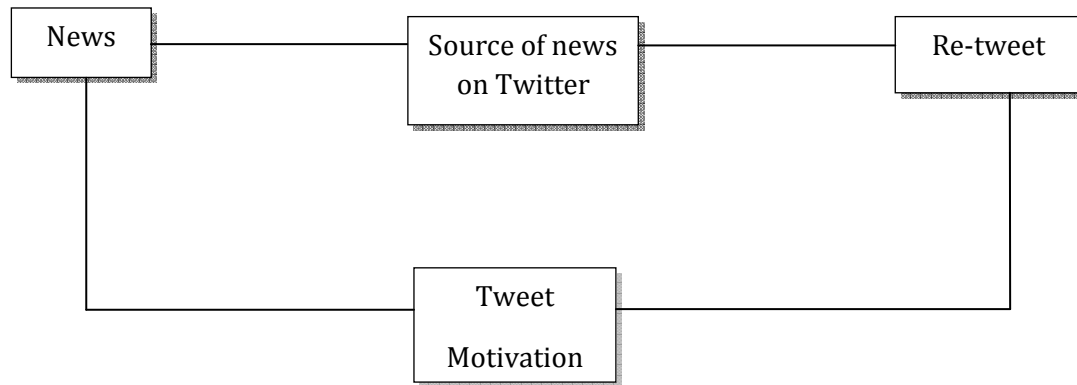 News
Source of news
on Twitter
Re-tweet
Tweet
Motivation